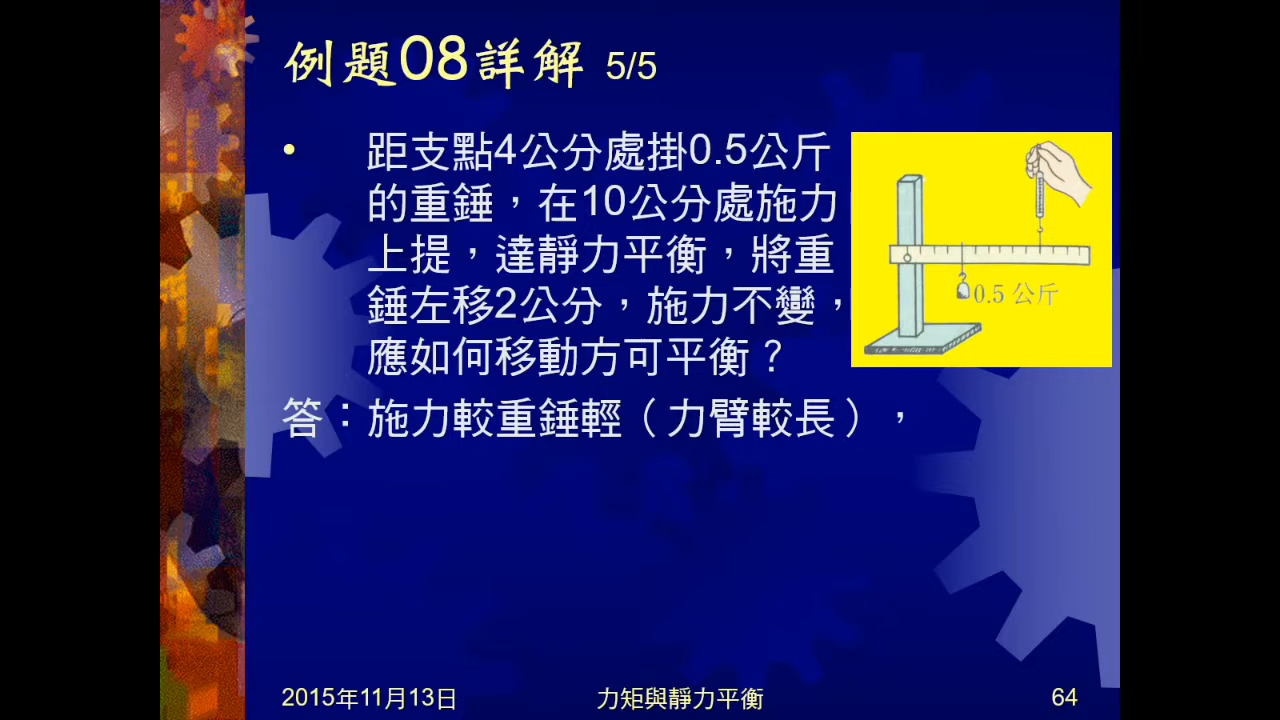 例題08詳解 5/5
• 距支點4公分處掛0.5公斤
的重錘，在10公分處施力
上提，達靜力平衡，將重
錘左移2公分，施力不變，
應如何移動方可平衡？
0.5 公斤
答：施力較重錘輕（力臂較長），
2015年11月13日
力矩與靜力平衡
64